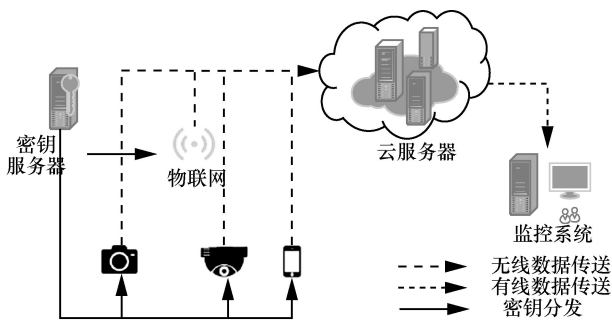 密钥
服务器
物联网
云服务器
监控系统
无线数据传送
有线数据传送
密钥分发